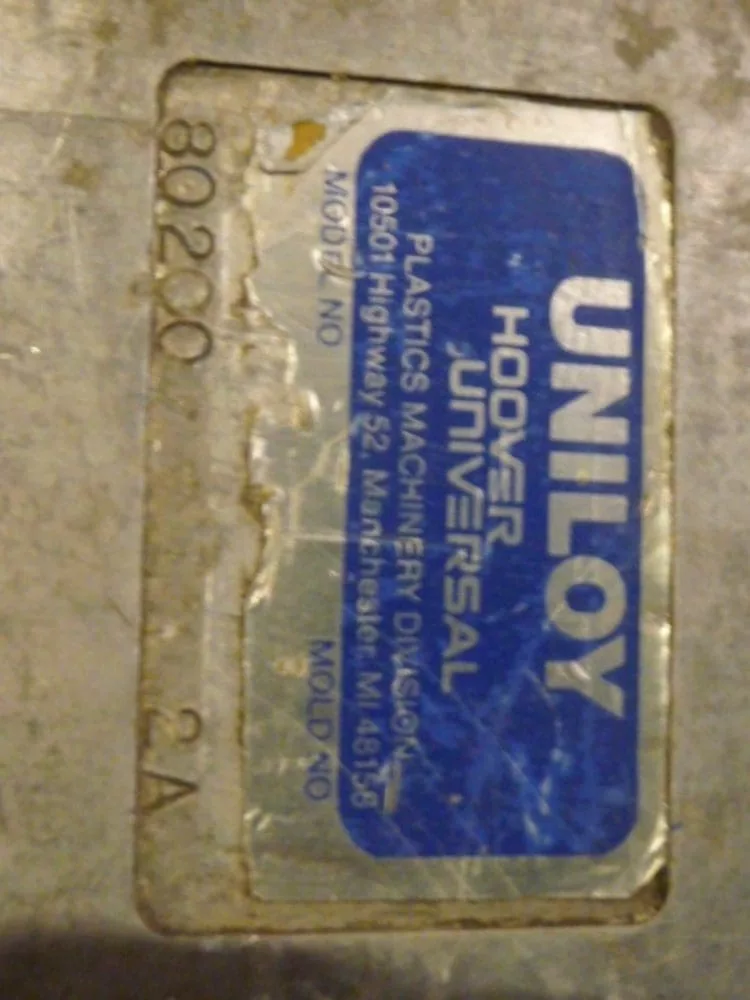 UNILOY
HOOVER
UNIVERSAL
PLASTICS MACHINERY DIVISION
10501 Highway 52, Manchester, MI 48158
MODEL NO MOLD NO
80200 2A